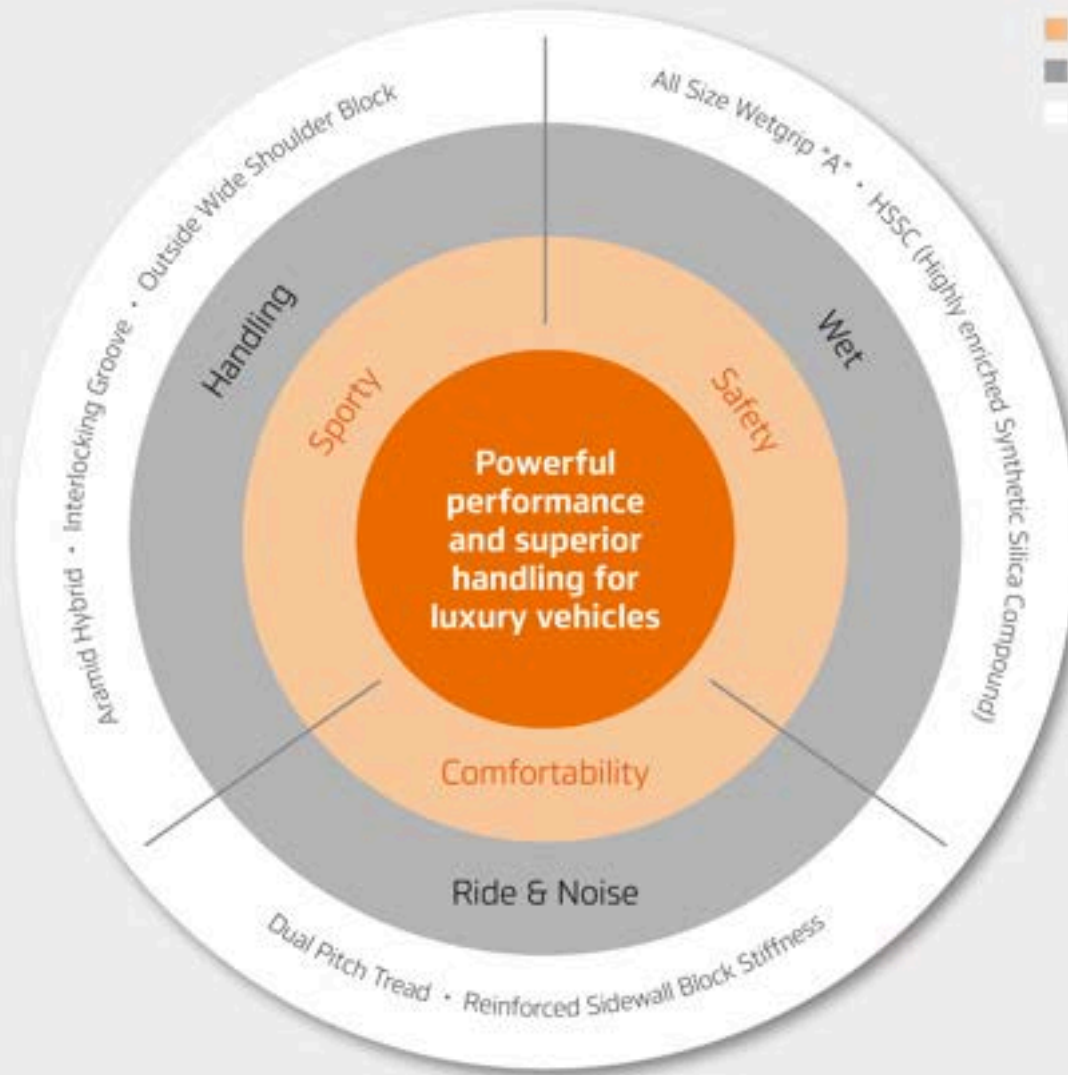 Powerful
performance
and superior
handling for
luxury vehicles
Sporty
Safety
Comfortability
Handling
Wet
Ride & Noise
Aramid Hybrid • Interlocking Groove • Outside Wide Shoulder Block
All Size Wetgrip "A" • HSSC (Highly enriched Synthetic Silica Compound)
Dual Pitch Tread • Reinforced Sidewall Block Stiffness